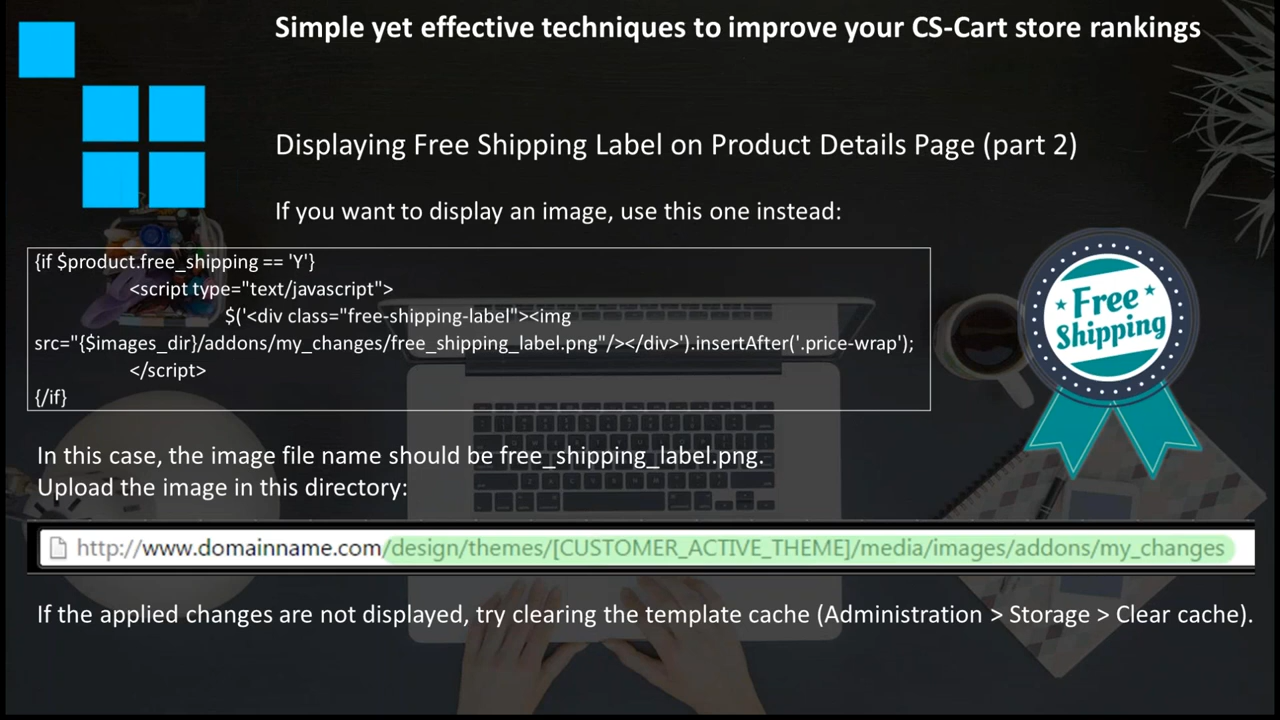 Simple yet effective techniques to improve your CS-Cart store rankings
Displaying Free Shipping Label on Product Details Page (part 2)
If you want to display an image, use this one instead:
{if $product.free_shipping == 'Y'}
<script type="text/javascript">
$('<div class="free-shipping-label"><img
src="{$images_dir}/addons/my_changes/free_shipping_label.png"/></div>').insertAfter('.price-wrap');
</script>
{/if}
Free
Shipping
In this case, the image file name should be free_shipping_label.png.
Upload the image in this directory:
http://www.domainname.com/design/themes/[CUSTOMER_ACTIVE_THEME]/media/images/addons/my_changes
If the applied changes are not displayed, try clearing the template cache (Administration > Storage > Clear cache).